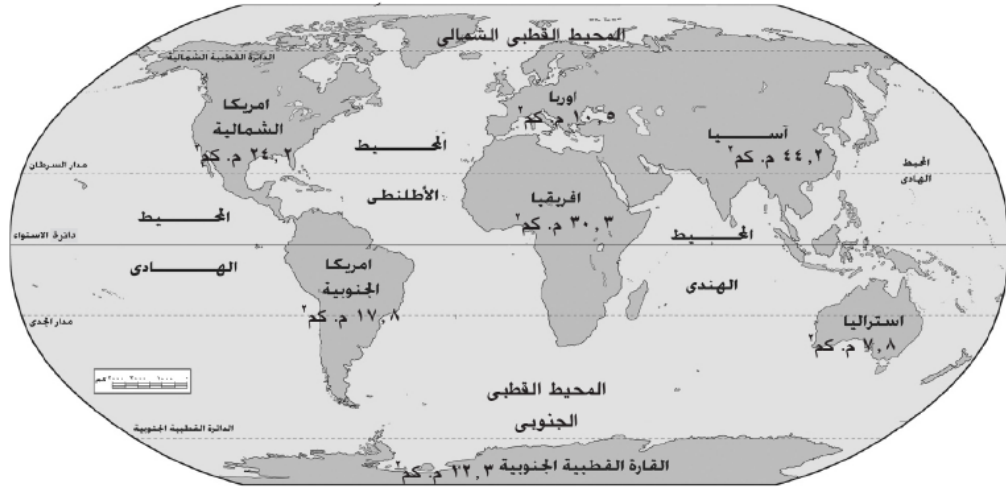 المحيط القطبى الشمالى
الدائرة القطبية الشمالية
امريكا
الشمالية
٢٤,٢ م. كم٢
اوربا
١٠,٥ م. كم٢
آسـيا
٤٤,٢ م. كم٢
المحيط
الأطلنطى
مدار السرطان
المحيط
الهادى
افريقيا
٣٠,٣ م. كم٢
المحيط
الهادى
دائرة الاستواء
المحيط
الهندى
امريكا
الجنوبية
١٧,٨ م. كم٢
استراليا
٧,٨ م. كم٢
مدار الجدى
كم
المحيط القطبى
الجنوبى
الدائرة القطبية الجنوبية
القارة القطبية الجنوبية ١٢,٣ م. كم٢